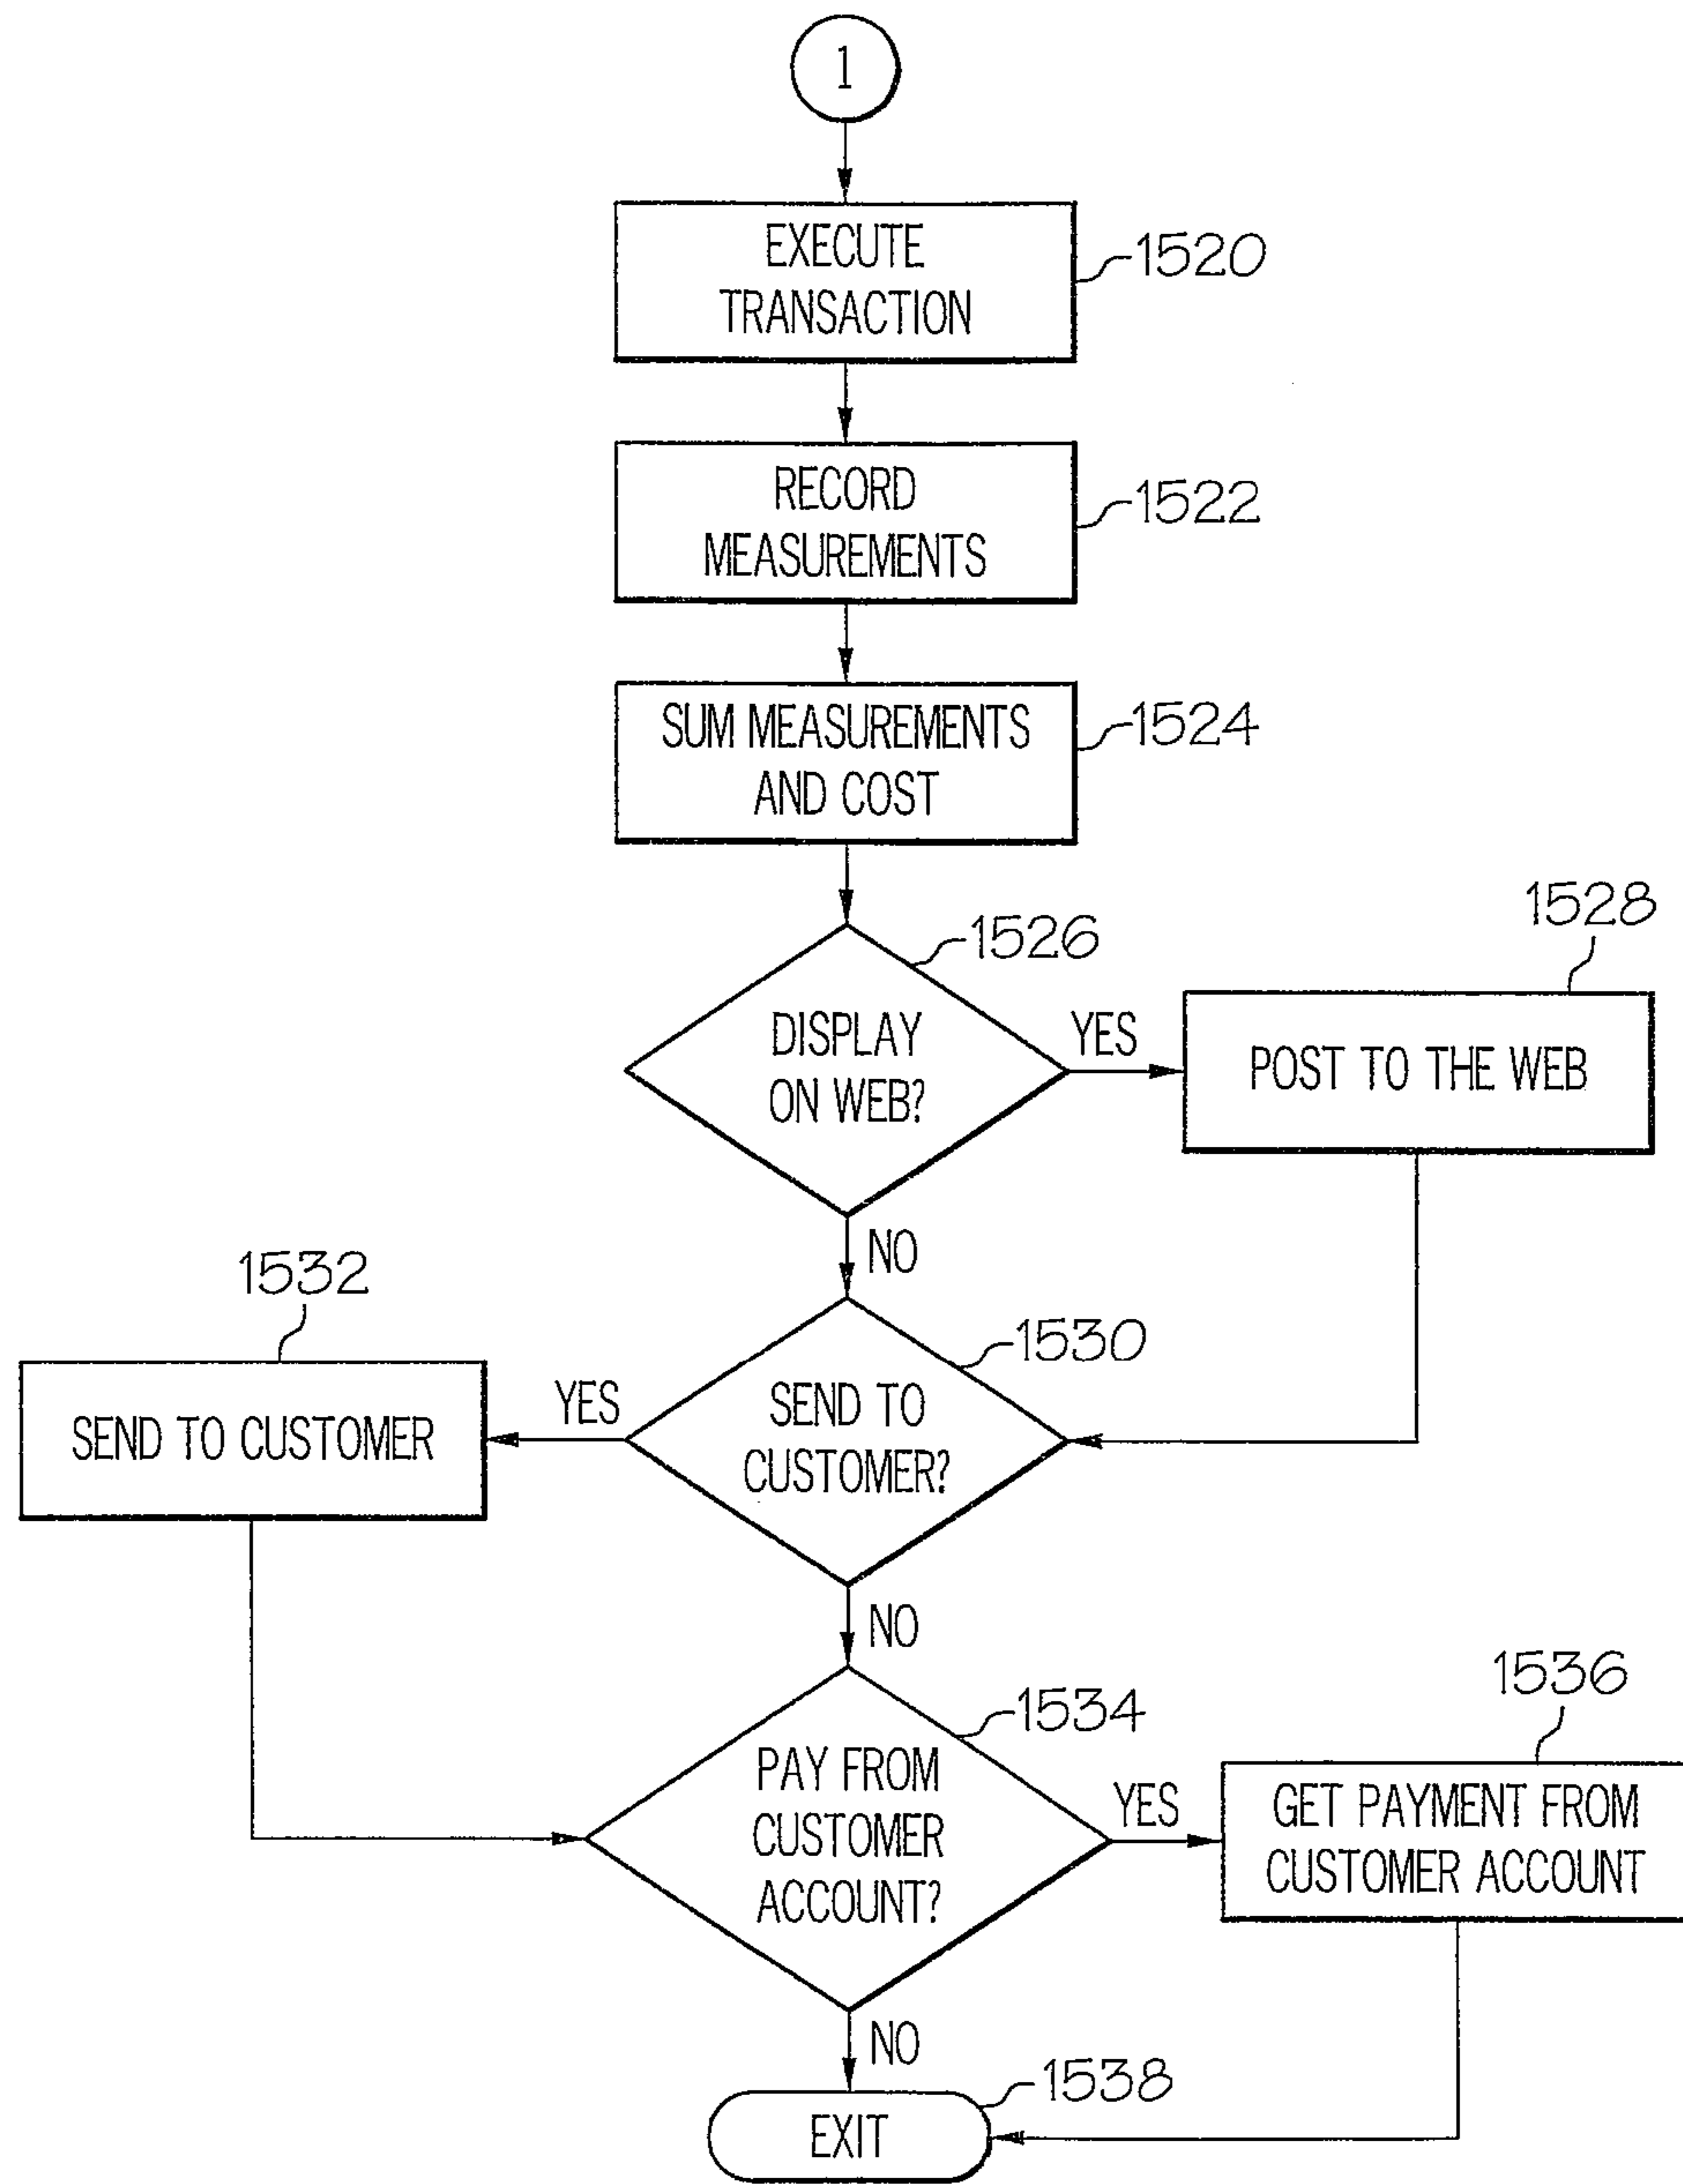 1
EXECUTE
TRANSACTION
1520
RECORD
MEASUREMENTS
1522
SUM MEASUREMENTS
AND COST
1524
1526
DISPLAY
ON WEB?
YES
1528
POST TO THE WEB
NO
1530
SEND TO
CUSTOMER?
YES
1532
SEND TO CUSTOMER
NO
1534
PAY FROM
CUSTOMER
ACCOUNT?
YES
1536
GET PAYMENT FROM
CUSTOMER ACCOUNT
NO
1538
EXIT